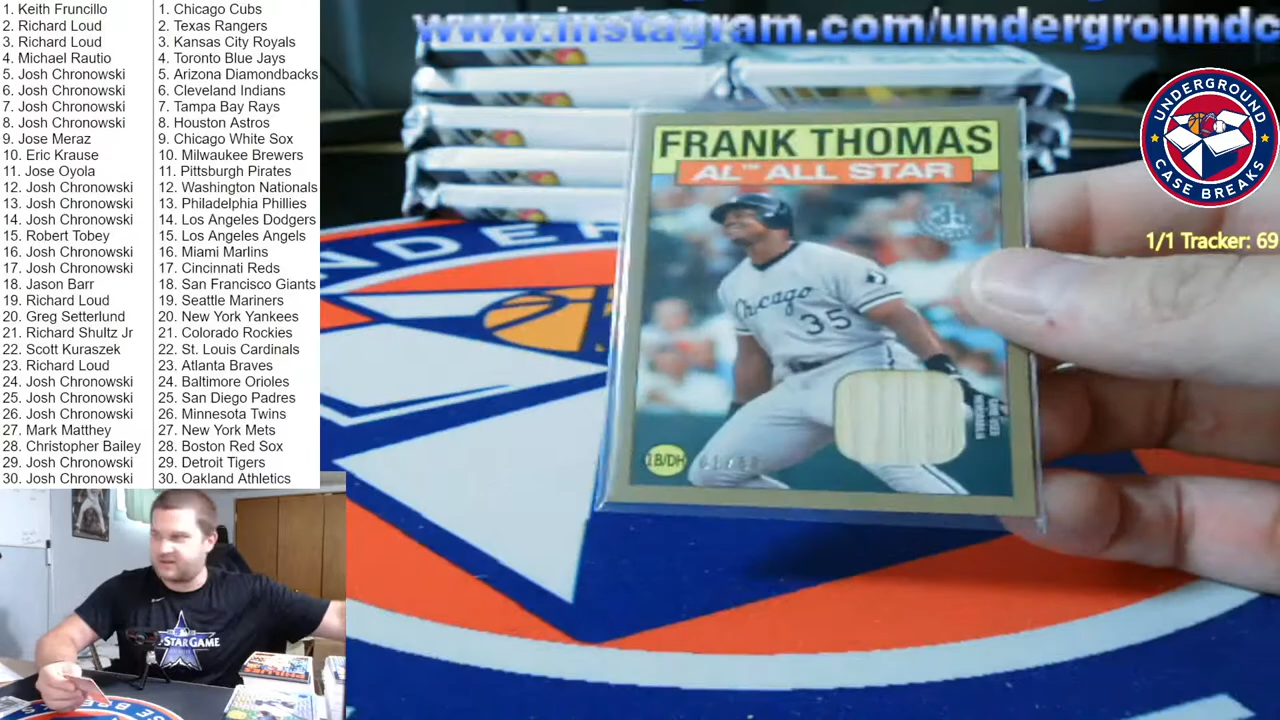 1. Keith Fruncillo
2. Richard Loud
3. Richard Loud
4. Michael Rautio
5. Josh Chronowski
6. Josh Chronowski
7. Josh Chronowski
8. Josh Chronowski
9. Jose Meraz
10. Eric Krause
11. Jose Oyola
12. Josh Chronowski
13. Josh Chronowski
14. Josh Chronowski
15. Robert Tobey
16. Josh Chronowski
17. Josh Chronowski
18. Jason Barr
19. Richard Loud
20. Greg Setterlund
21. Richard Shultz Jr
22. Scott Kuraszek
23. Richard Loud
24. Josh Chronowski
25. Josh Chronowski
26. Josh Chronowski
27. Mark Matthey
28. Christopher Bailey
29. Josh Chronowski
30. Josh Chronowski
1. Chicago Cubs
2. Texas Rangers
3. Kansas City Royals
4. Toronto Blue Jays
5. Arizona Diamondbacks
6. Cleveland Indians
7. Tampa Bay Rays
8. Houston Astros
9. Chicago White Sox
10. Milwaukee Brewers
11. Pittsburgh Pirates
12. Washington Nationals
13. Philadelphia Phillies
14. Los Angeles Dodgers
15. Los Angeles Angels
16. Miami Marlins
17. Cincinnati Reds
18. San Francisco Giants
19. Seattle Mariners
20. New York Yankees
21. Colorado Rockies
22. St. Louis Cardinals
23. Atlanta Braves
24. Baltimore Orioles
25. San Diego Padres
26. Minnesota Twins
27. New York Mets
28. Boston Red Sox
29. Detroit Tigers
30. Oakland Athletics
www.instagram.com/undergroundc
UNDERGROUND
CASE BREAKS
1/1 Tracker: 69
FRANK THOMAS
AL™ ALL STAR
Chicago
35
1B/DH
UNDE
STAR GAME